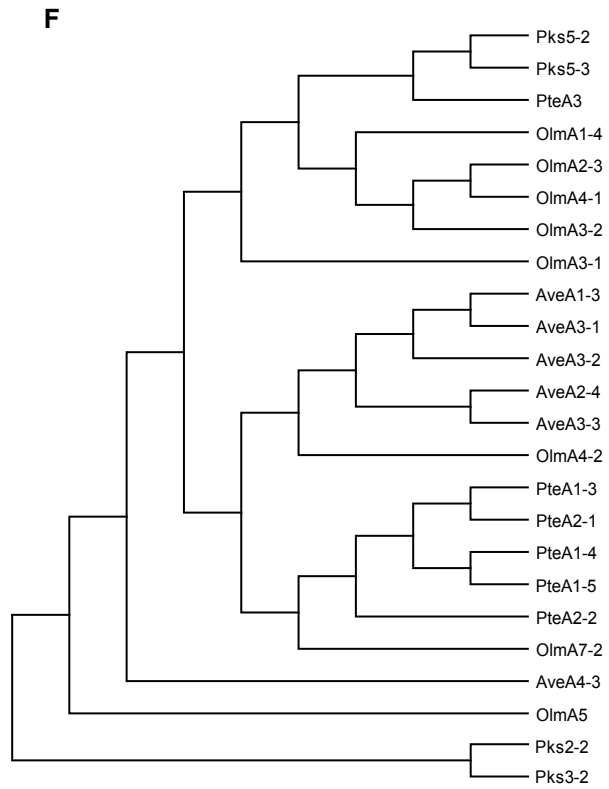 F
Pks5-2
Pks5-3
PteA3
OlmA1-4
OlmA2-3
OlmA4-1
OlmA3-2
OlmA3-1
AveA1-3
AveA3-1
AveA3-2
AveA2-4
AveA3-3
OlmA4-2
PteA1-3
PteA2-1
PteA1-4
PteA1-5
PteA2-2
OlmA7-2
AveA4-3
OlmA5
Pks2-2
Pks3-2